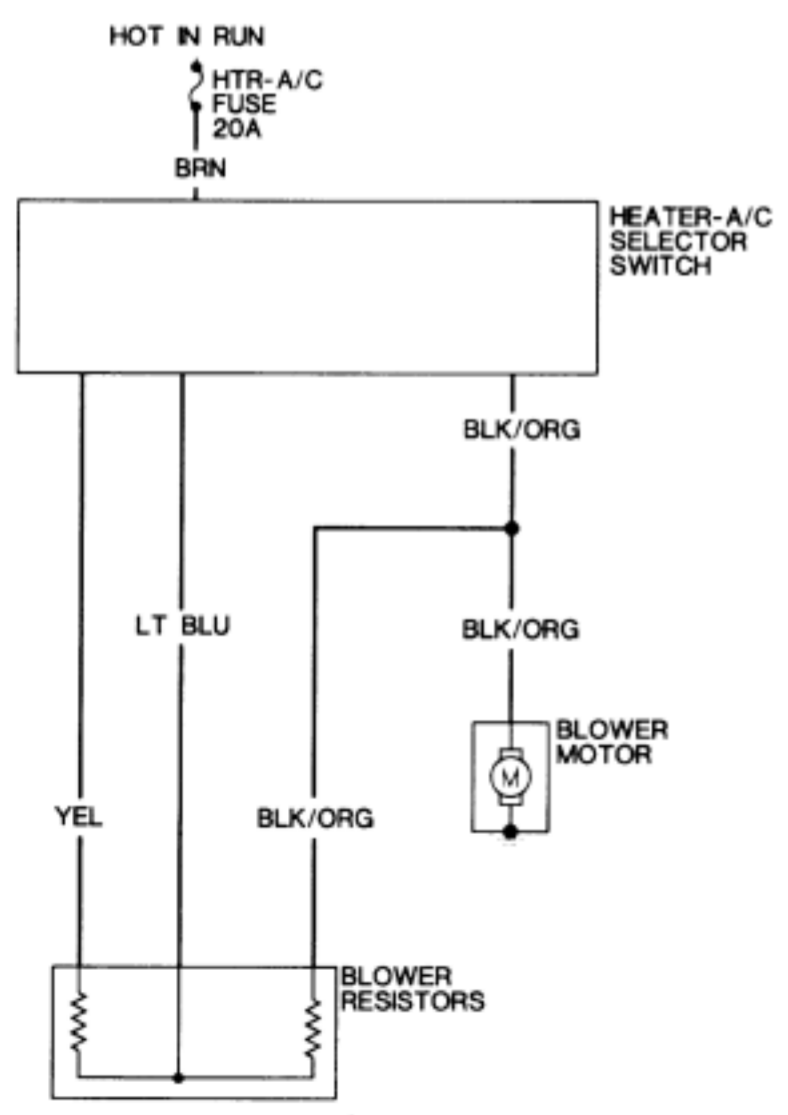 HOT IN RUN
HTR-A/C
FUSE
20A
BRN
HEATER-A/C
SELECTOR
SWITCH
BLK/ORG
LT BLU
BLK/ORG
BLOWER
MOTOR
M
YEL
BLK/ORG
BLOWER
RESISTORS